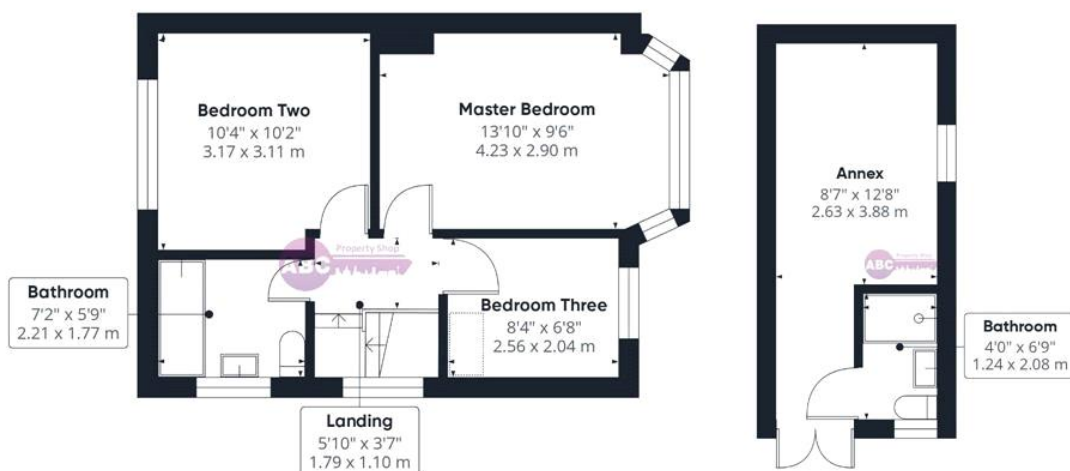 Bedroom Two
10'4" x 10'2"
3.17 x 3.11 m
Master Bedroom
13'10" x 9'6"
4.23 x 2.90 m
Annex
8'7" x 12'8"
2.63 x 3.88 m
Property Shop
ABC
ABC
Bathroom
7'2" x 5'9"
2.21 x 1.77 m
Bedroom Three
8'4" x 6'8"
2.56 x 2.04 m
Bathroom
4'0" x 6'9"
1.24 x 2.08 m
Landing
5'10" x 3'7"
1.79 x 1.10 m